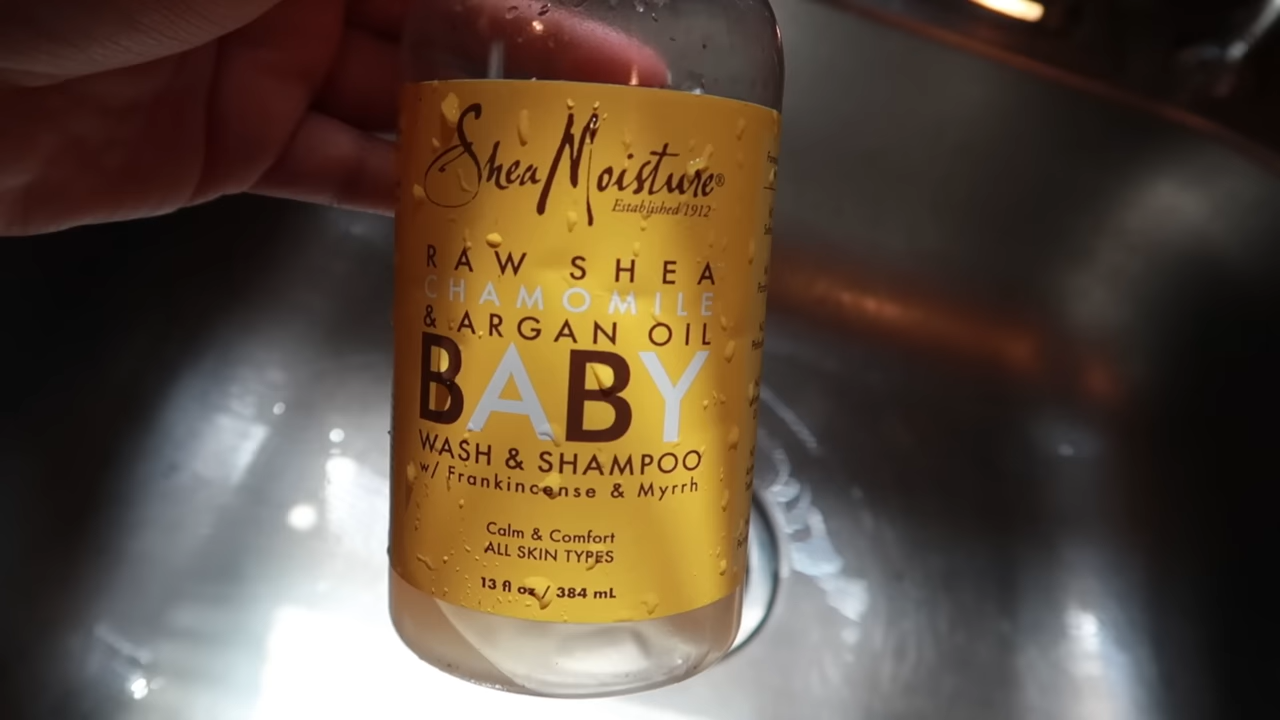 SheaMoisture®
Established 1912
RAW SHEA
CHAMOMILE
& ARGAN OIL
BABY
WASH & SHAMPOO
w/ Frankincense & Myrrh
Calm & Comfort
ALL SKIN TYPES
13 fl oz / 384 mL